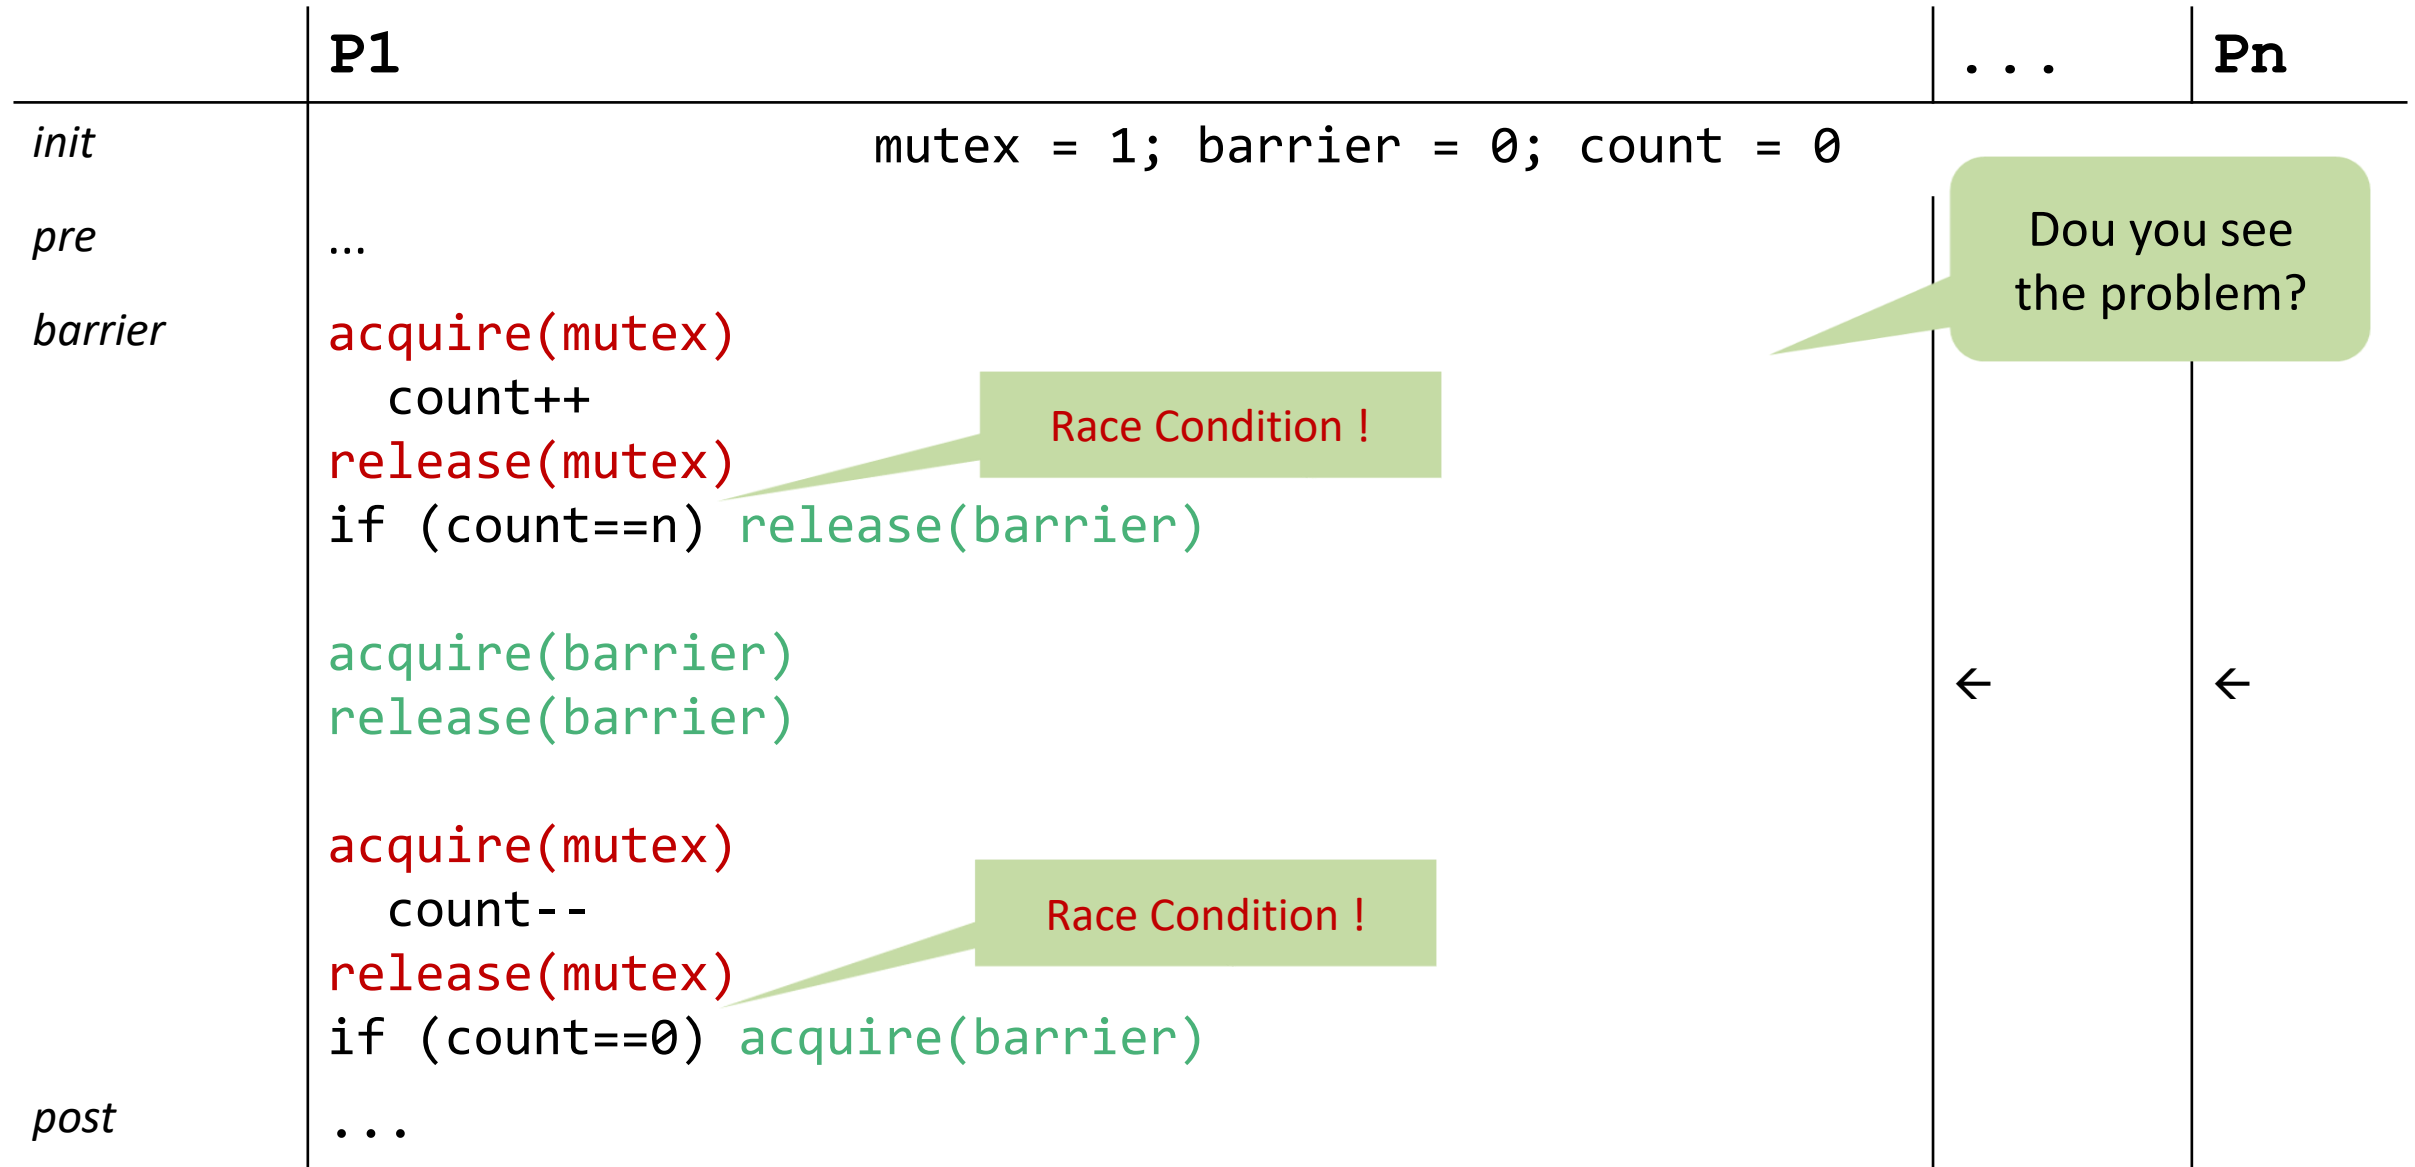 P1 ... Pn
init mutex = 1; barrier = 0; count = 0
pre ...
Dou you see
the problem?
barrier acquire(mutex)
count++
Race Condition !
release(mutex)
if (count==n) release(barrier)
acquire(barrier)
← ←
release(barrier)
acquire(mutex)
count--
Race Condition !
release(mutex)
if (count==0) acquire(barrier)
post ...